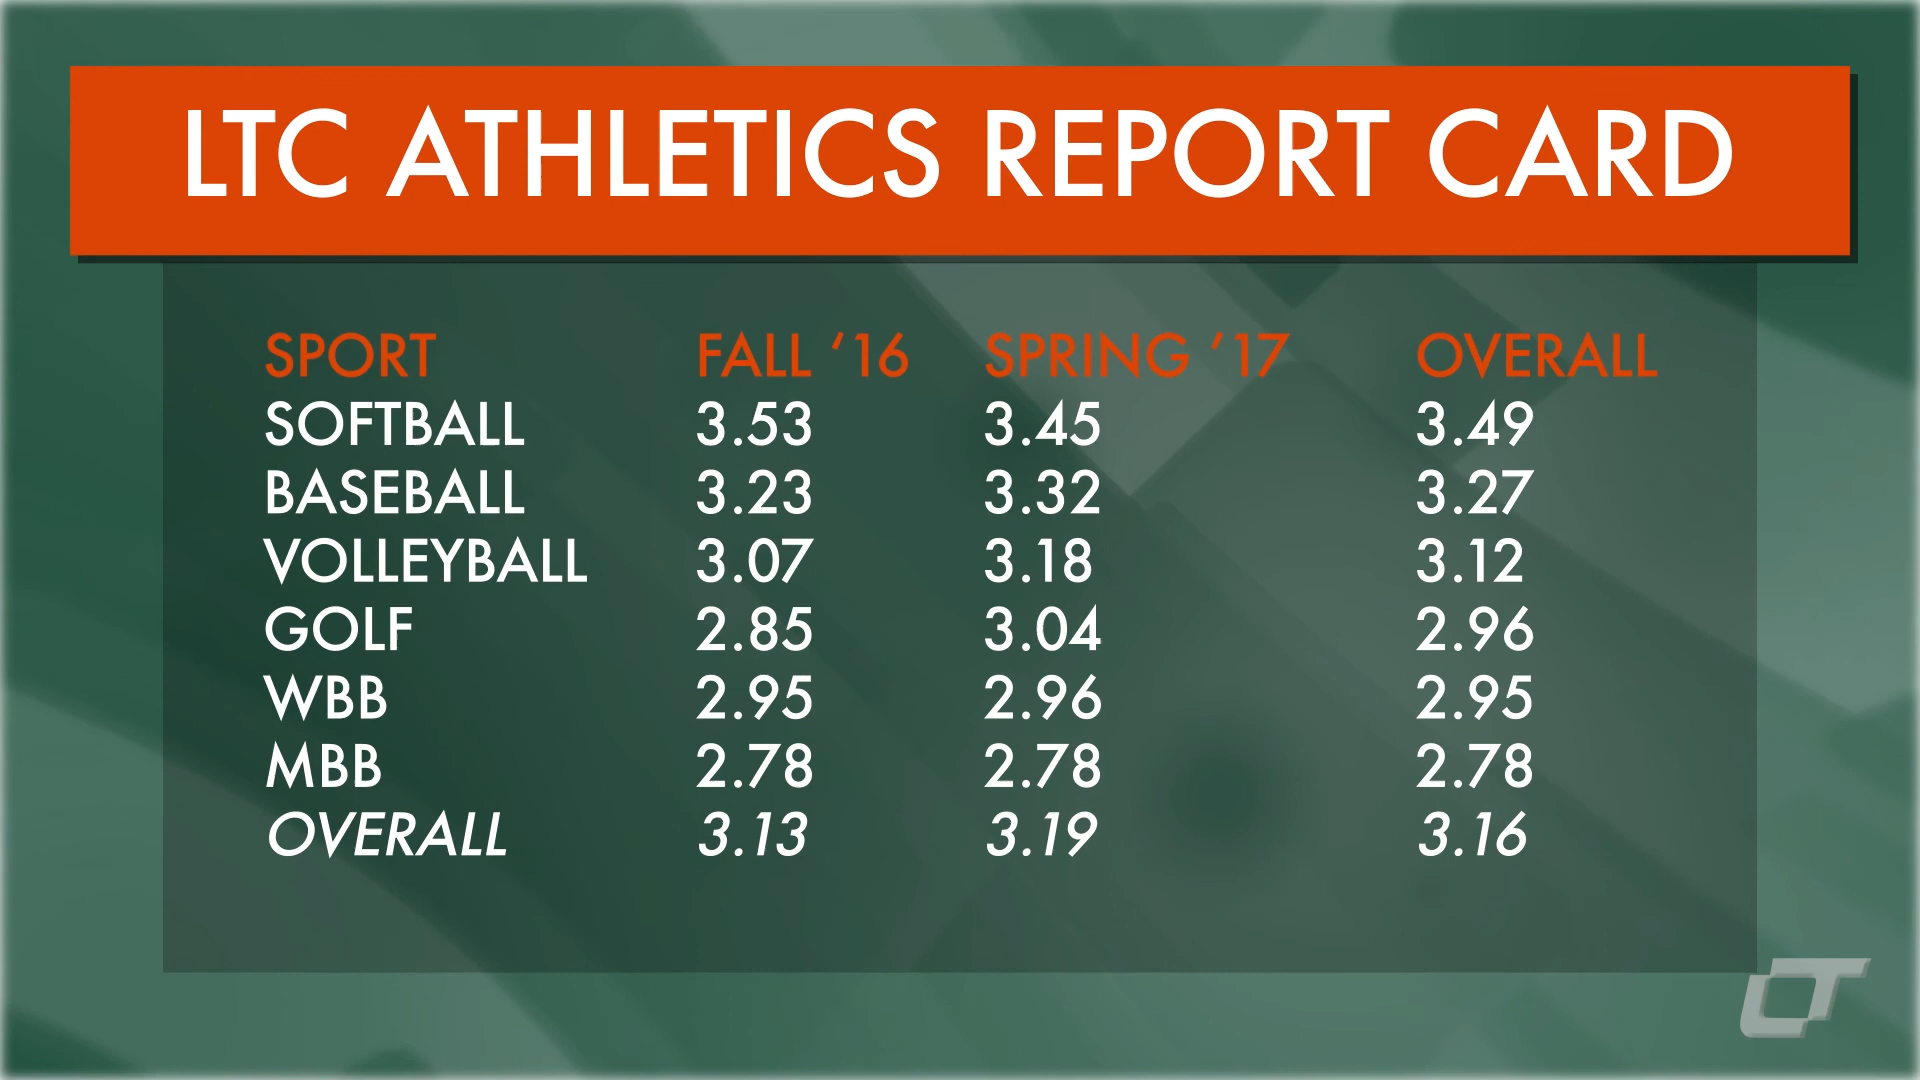 LTC ATHLETICS REPORT CARD
SPORT FALL ’16 SPRING ’17 OVERALL
SOFTBALL 3.53 3.45 3.49
BASEBALL 3.23 3.32 3.27
VOLLEYBALL 3.07 3.18 3.12
GOLF 2.85 3.04 2.96
WBB 2.95 2.96 2.95
MBB 2.78 2.78 2.78
OVERALL 3.13 3.19 3.16
LT